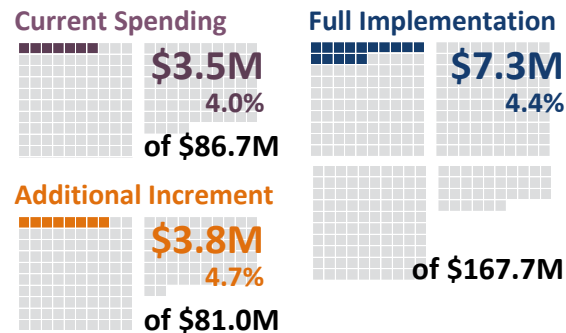 Current Spending
$3.5M
4.0%
of $86.7M
Additional Increment
$3.8M
4.7%
of $81.0M
Full Implementation
$7.3M
4.4%
of $167.7M